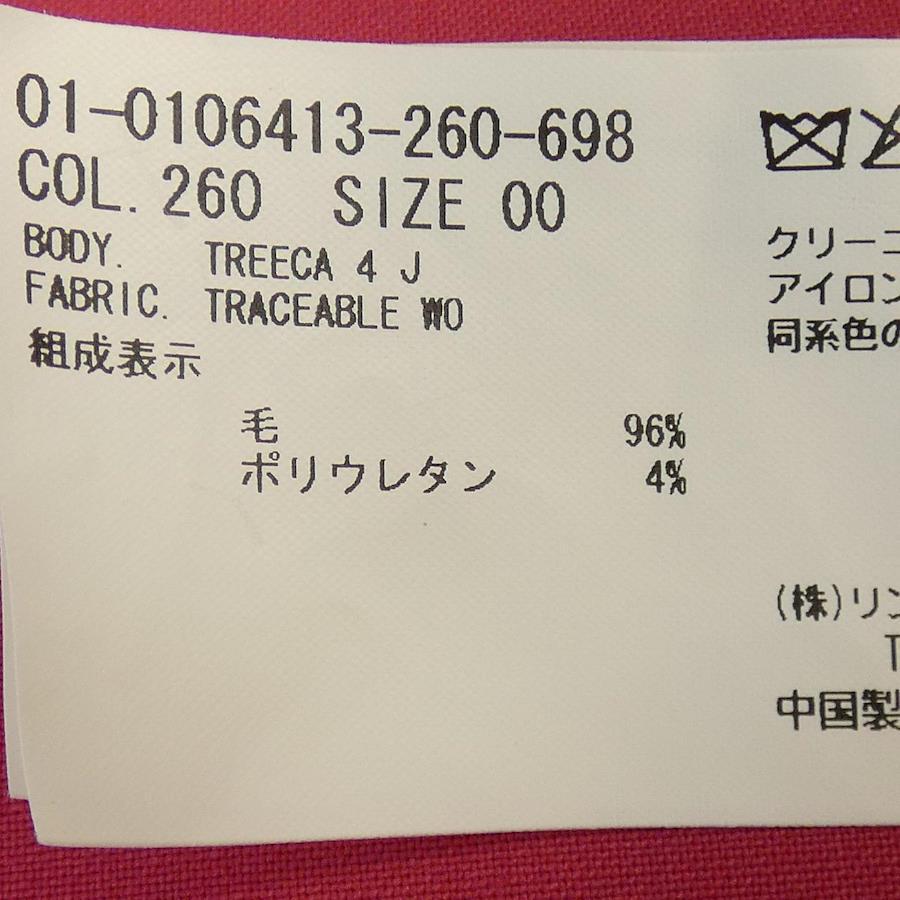 01-0106413-260-698
COL. 260 SIZE 00
BODY. TREECA 4 J
FABRIC. TRACEABLE WO
組成表示
毛 96%
ポリウレタン 4%
クリーニ
アイロン
同系色の
(株)リン
T
中国製